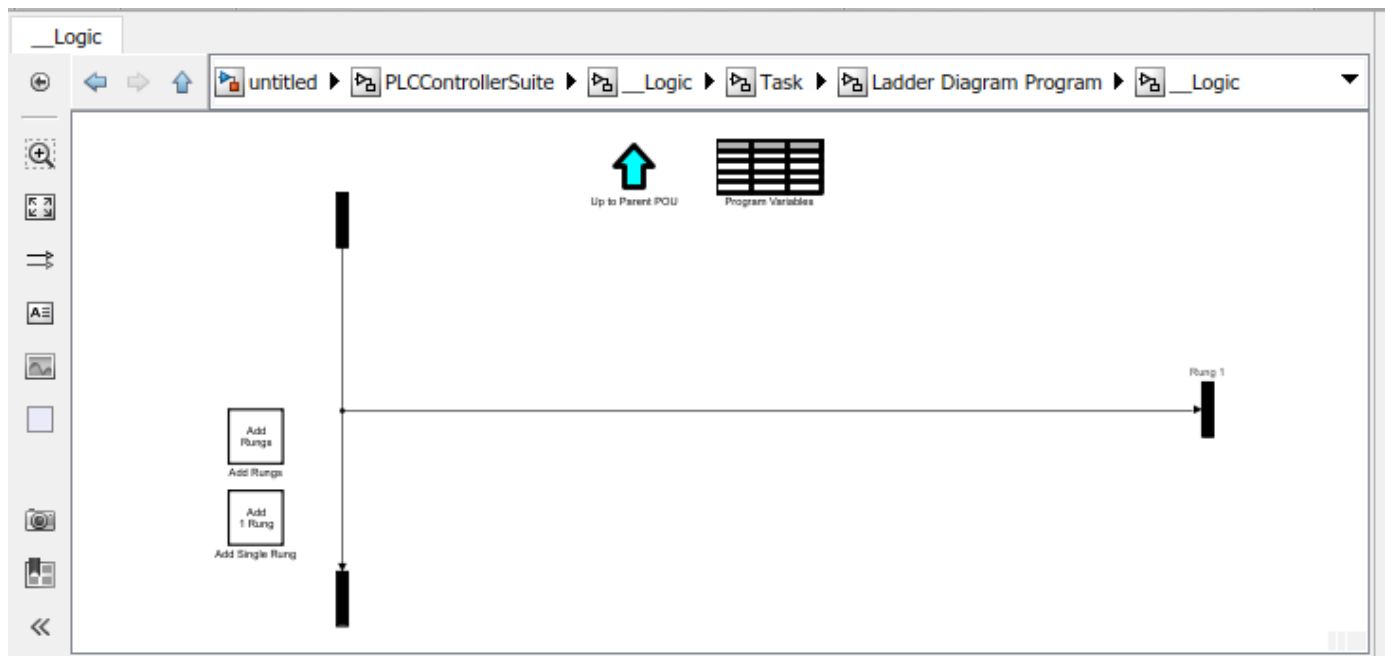 __Logic
untitled PLCControllerSuite __Logic Task Ladder Diagram Program __Logic
Up to Parent POU
Program Variables
Rung 1
Add
Rungs
Add Rungs
Add
1 Rung
Add Single Rung
A